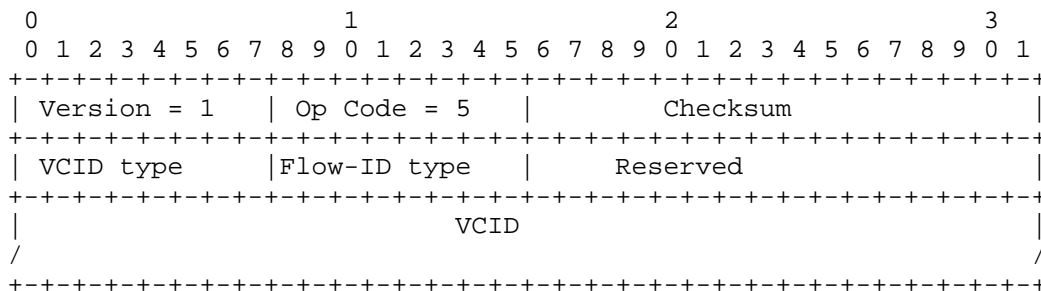 0                   1                   2                   3
 0 1 2 3 4 5 6 7 8 9 0 1 2 3 4 5 6 7 8 9 0 1 2 3 4 5 6 7 8 9 0 1
+-+-+-+-+-+-+-+-+-+-+-+-+-+-+-+-+-+-+-+-+-+-+-+-+-+-+-+-+-+-+-+-+
| Version = 1   | Op Code = 5   |        Checksum               |
+-+-+-+-+-+-+-+-+-+-+-+-+-+-+-+-+-+-+-+-+-+-+-+-+-+-+-+-+-+-+-+-+
| VCID type     |Flow-ID type   |     Reserved                  |
+-+-+-+-+-+-+-+-+-+-+-+-+-+-+-+-+-+-+-+-+-+-+-+-+-+-+-+-+-+-+-+-+
|                           VCID                                |
/                                                               /
+-+-+-+-+-+-+-+-+-+-+-+-+-+-+-+-+-+-+-+-+-+-+-+-+-+-+-+-+-+-+-+-+